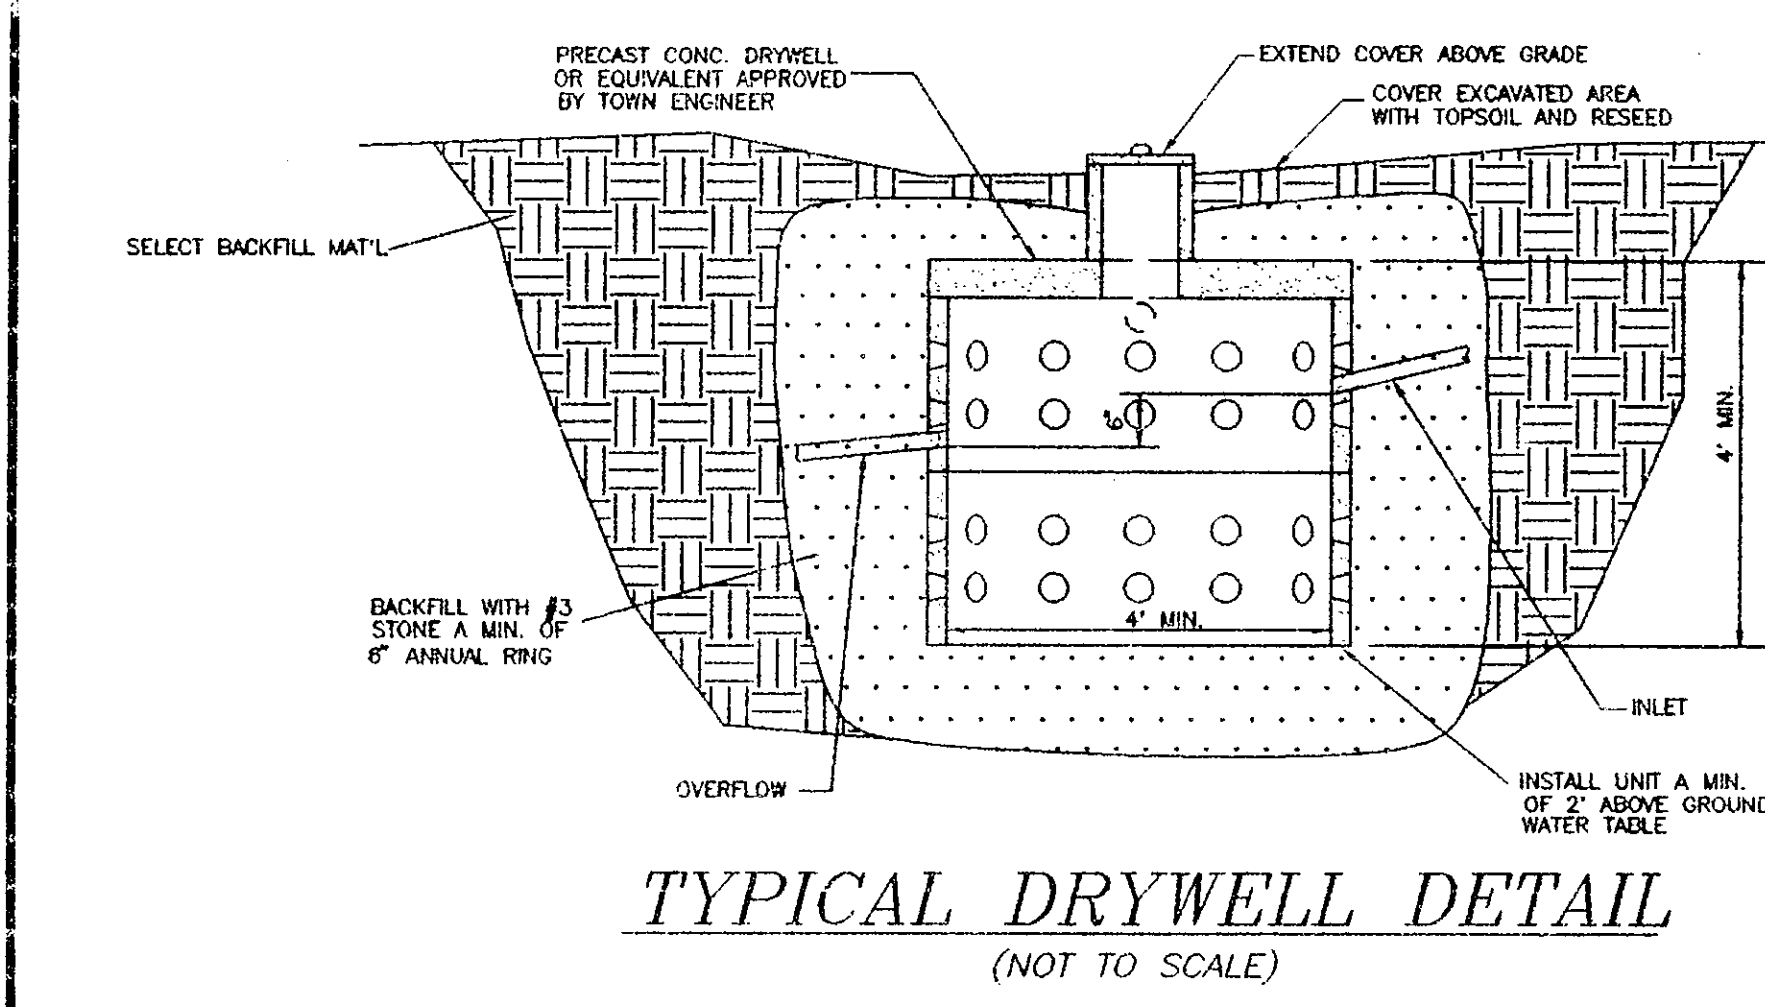 PRECAST CONC. DRYWELL
OR EQUIVALENT APPROVED
BY TOWN ENGINEER
EXTEND COVER ABOVE GRADE
COVER EXCAVATED AREA
WITH TOPSOIL AND RESEED
SELECT BACKFILL MAT'L.
6"
4' MIN.
BACKFILL WITH #3
STONE A MIN. OF
6" ANNUAL RING
4' MIN.
INLET
OVERFLOW
INSTALL UNIT A MIN.
OF 2' ABOVE GROUND
WATER TABLE
TYPICAL DRYWELL DETAIL
(NOT TO SCALE)